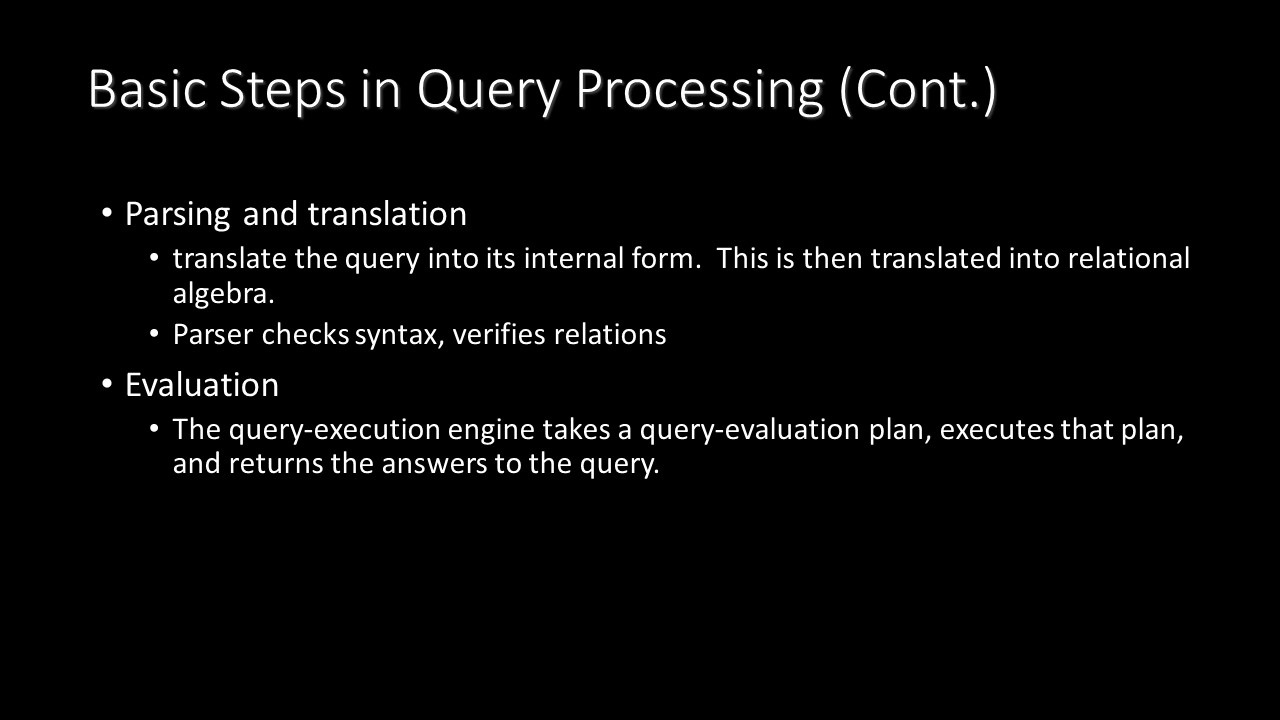 Basic Steps in Query Processing (Cont.)
• Parsing and translation
• translate the query into its internal form.  This is then translated into relational
algebra.
• Parser checks syntax, verifies relations
• Evaluation
• The query-execution engine takes a query-evaluation plan, executes that plan,
and returns the answers to the query.